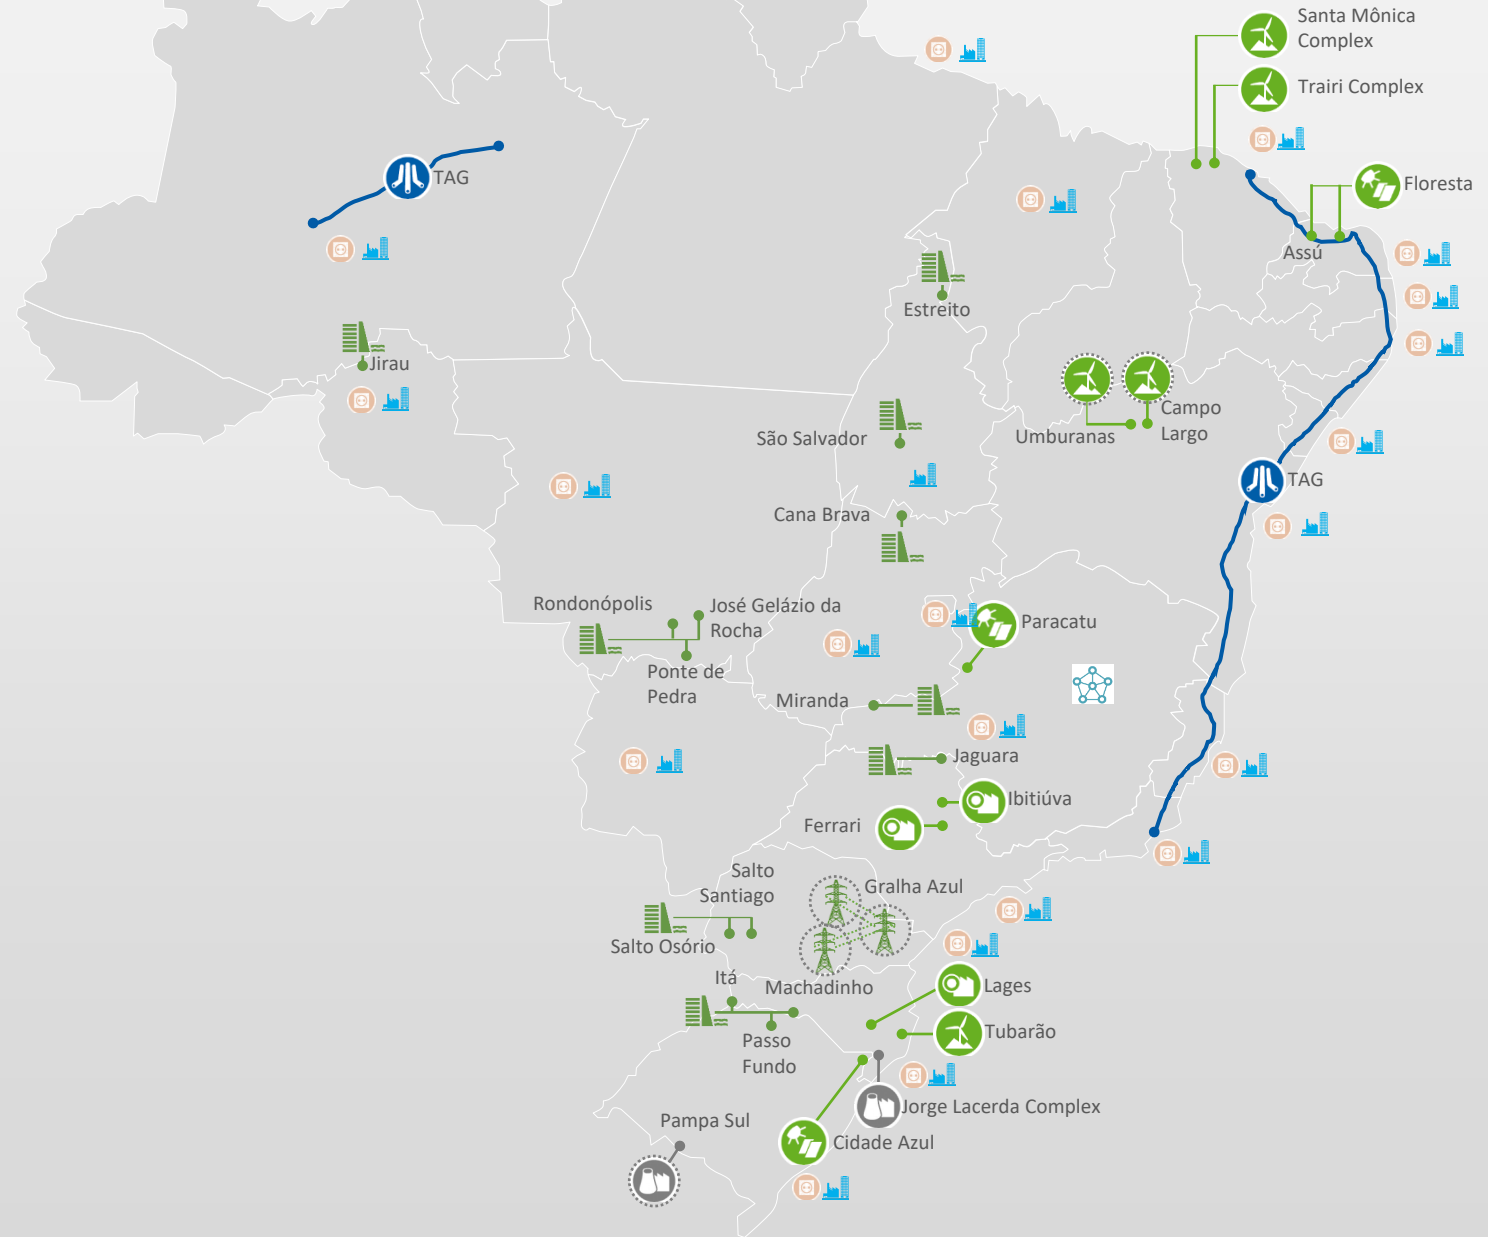 Santa Mônica
Complex
Trairi Complex
TAG
Floresta
Assú
Estreito
Jirau
Campo
Largo
Umburanas
São Salvador
TAG
Cana Brava
Rondonópolis
José Gelázio da
Rocha
Paracatu
Ponte de
Pedra
Miranda
Jaguara
Ibitiúva
Ferrari
Salto
Santiago
Gralha Azul
Salto Osório
Itá
Machadinho
Lages
Tubarão
Passo
Fundo
Jorge Lacerda Complex
Pampa Sul
Cidade Azul